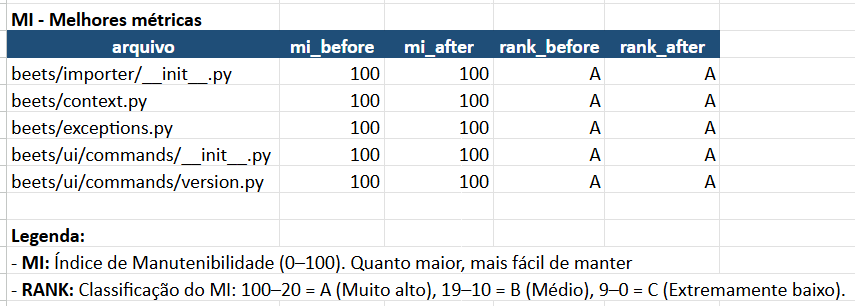 MI - Melhores métricas
arquivo mi_before mi_after rank_before rank_after
beets/importer/__init__.py 100 100 A A
beets/context.py 100 100 A A
beets/exceptions.py 100 100 A A
beets/ui/commands/__init__.py 100 100 A A
beets/ui/commands/version.py 100 100 A A
Legenda:
- MI: Índice de Manutenibilidade (0–100). Quanto maior, mais fácil de manter
- RANK: Classificação do MI: 100–20 = A (Muito alto), 19–10 = B (Médio), 9–0 = C (Extremamente baixo).